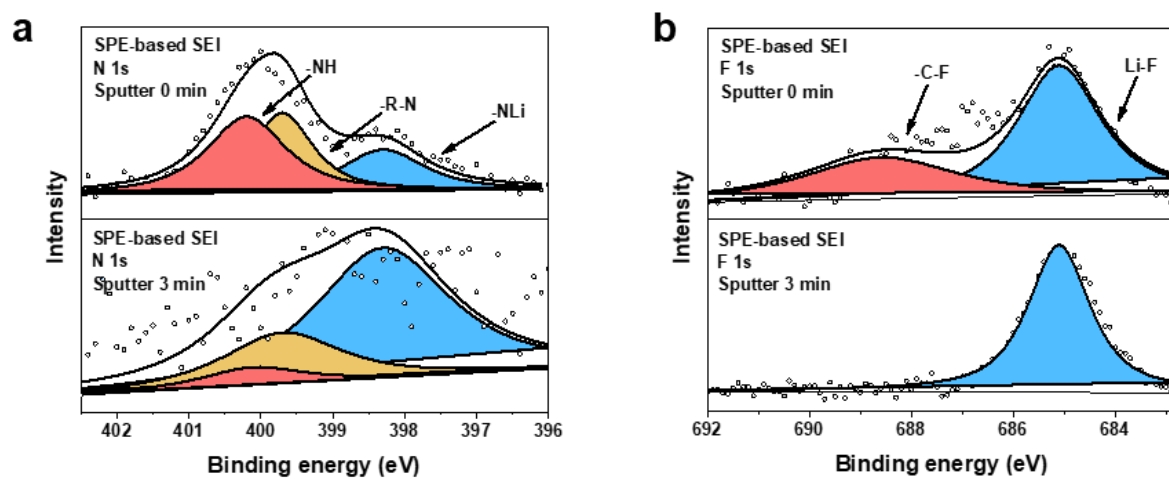 a
SPE-based SEI
N 1s
Sputter 0 min
-NH
-R-N
-NLi
SPE-based SEI
N 1s
Sputter 3 min
Intensity
402 401 400 399 398 397 396
Binding energy (eV)
b
SPE-based SEI
F 1s
Sputter 0 min
-C-F
Li-F
SPE-based SEI
F 1s
Sputter 3 min
Intensity
692 690 688 686 684
Binding energy (eV)